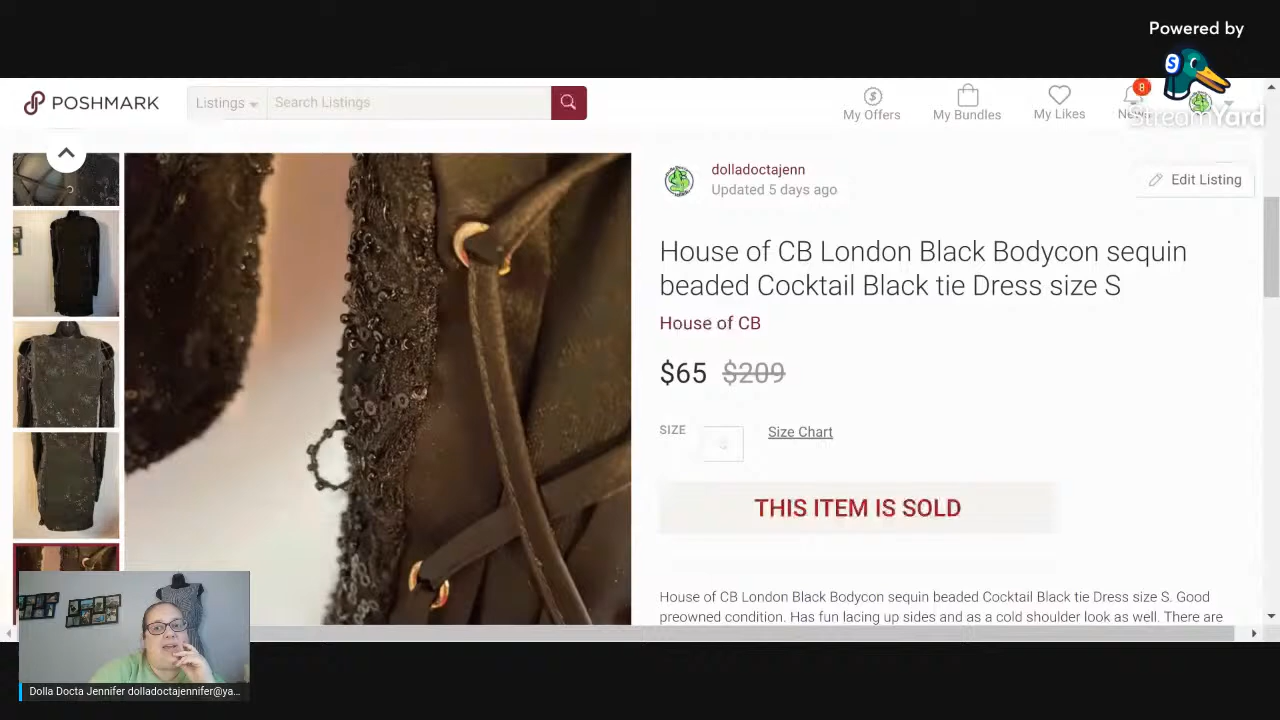 Powered by
StreamYard
POSHMARK
Listings
Search Listings
My Offers
My Bundles
My Likes
8
dolladoctajenn
Updated 5 days ago
Edit Listing
House of CB London Black Bodycon sequin
beaded Cocktail Black tie Dress size S
House of CB
$65 $209
SIZE
Size Chart
THIS ITEM IS SOLD
House of CB London Black Bodycon sequin beaded Cocktail Black tie Dress size S. Good
preowned condition. Has fun lacing up sides and as a cold shoulder look as well. There are
Dolla Docta Jennifer dolladoctajennifer@ya...